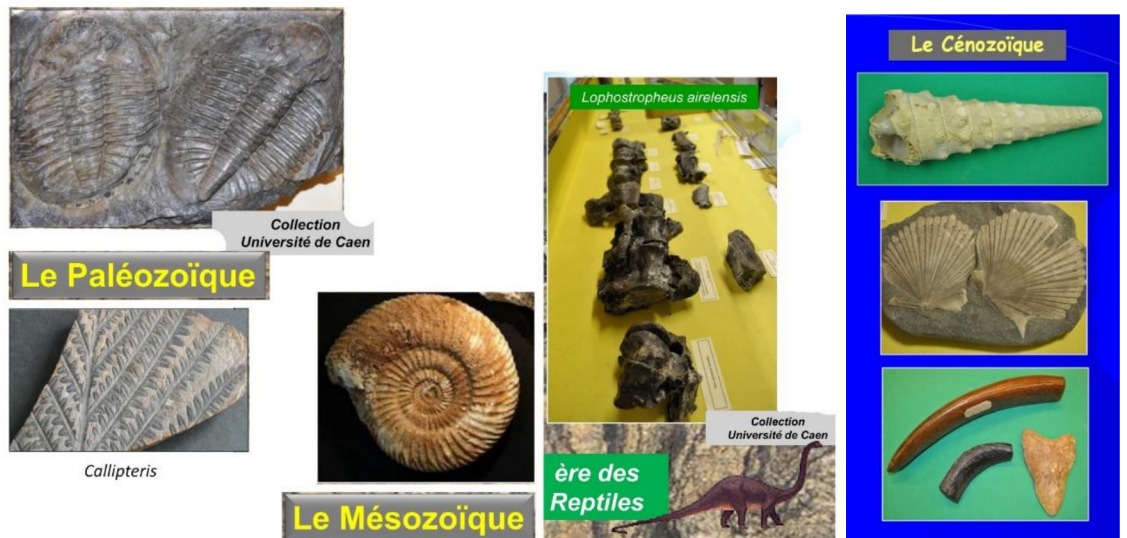 Collection
Université de Caen
Le Paléozoïque
Callipteris
Le Mésozoïque
Lophostropheus airelensis
Collection
Université de Caen
ère des
Reptiles
Le Cénozoïque